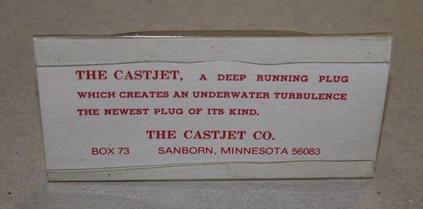 THE CASTJET, A DEEP RUNNING PLUG
WHICH CREATES AN UNDERWATER TURBULENCE
THE NEWEST PLUG OF ITS KIND.
THE CASTJET CO.
BOX 73 SANBORN, MINNESOTA 56083